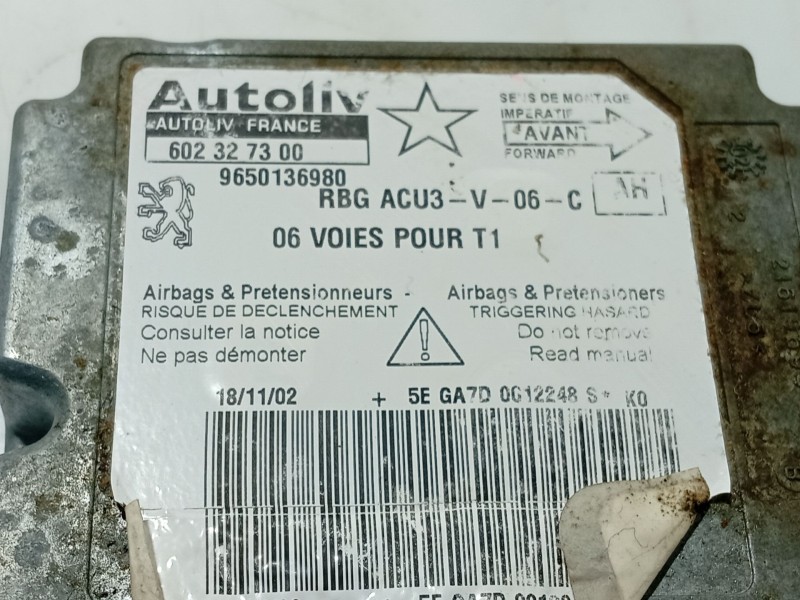 Autoliv
AUTOLIV FRANCE
602 32 73 00
9650136980
SENS DE MONTAGE
IMPERATIF
AVANT
FORWARD
RBG ACU3-V-06-C
AH
06 VOIES POUR T1
Airbags & Pretensionneurs -
RISQUE DE DECLENCHEMENT
Consulter la notice
Ne pas démonter
Airbags & Pretensioners
TRIGGERING HASARD
Do not remove
Read manual
18/11/02 + 5E GA7D 0012248 S* K0